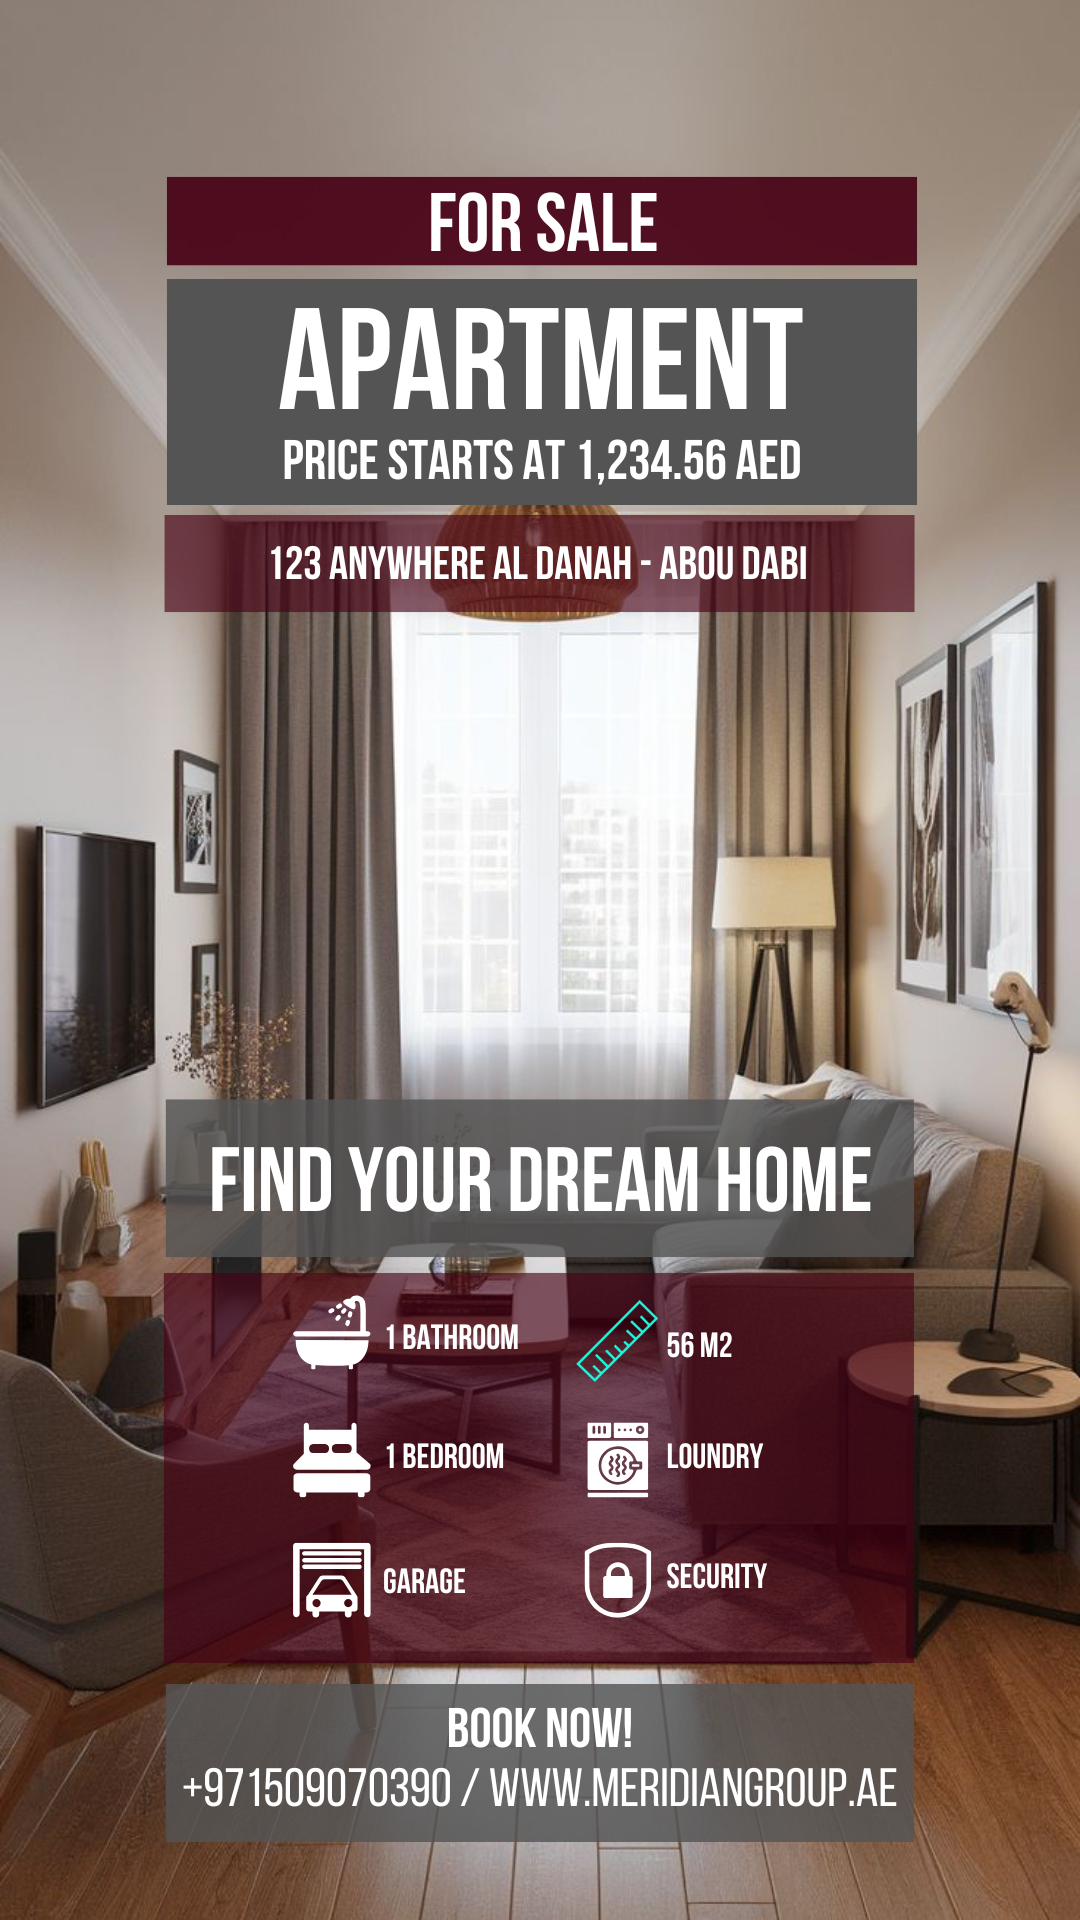 FOR SALE
APARTMENT
PRICE STARTS AT 1,234.56 AED
123 ANYWHERE AL DANAH - ABOU DABI
FIND YOUR DREAM HOME
1 BATHROOM
56 M2
1 BEDROOM
LOUNDRY
GARAGE
SECURITY
BOOK NOW!
+971509070390 / WWW.MERIDIANGROUP.AE